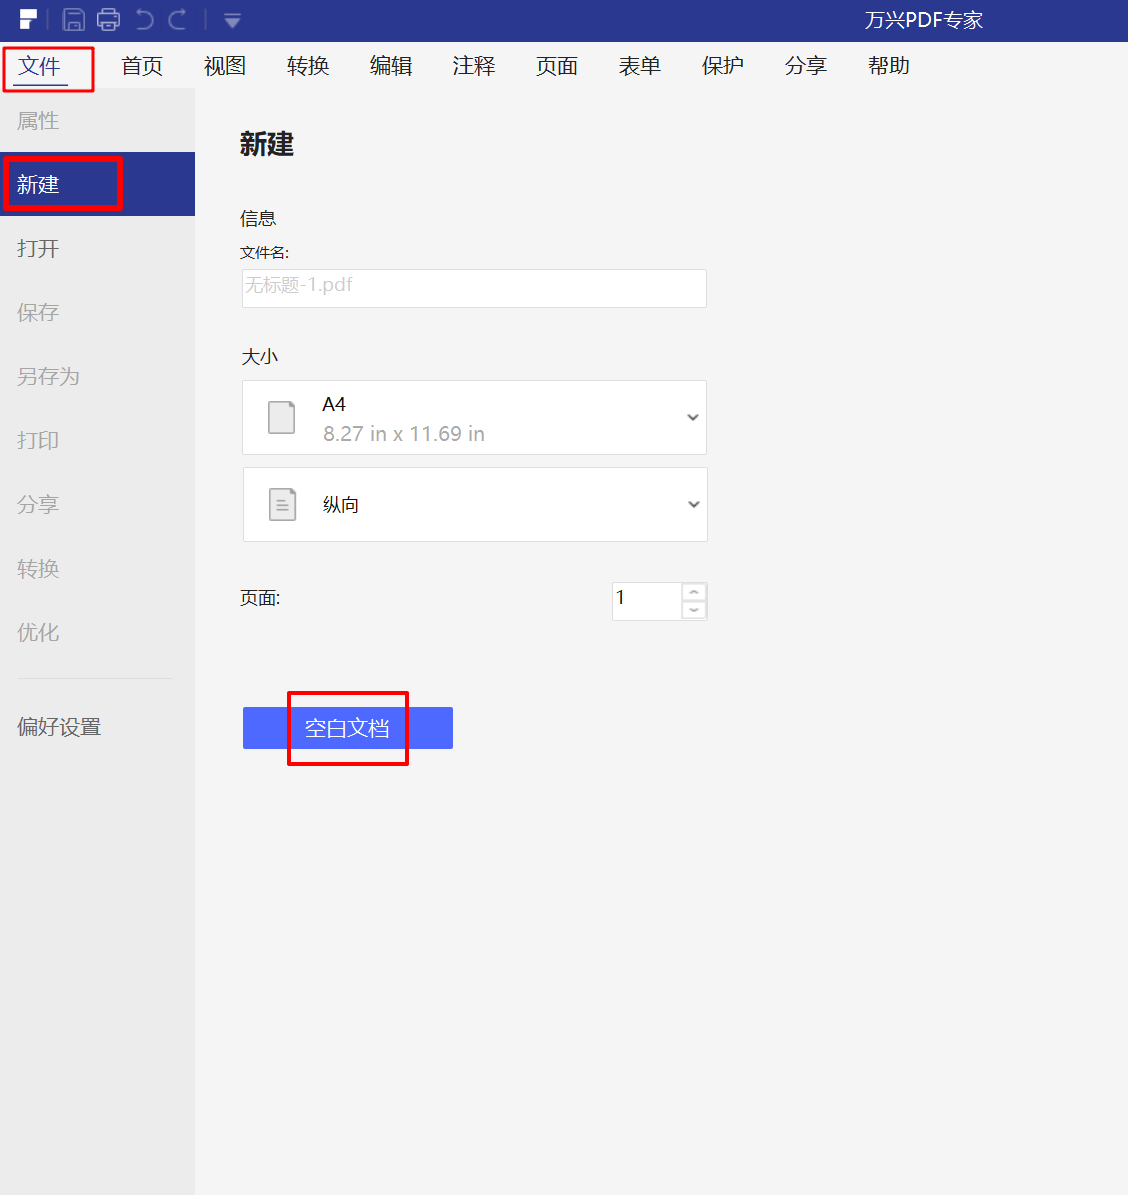 万兴PDF专家
文件 首页 视图 转换 编辑 注释 页面 表单 保护 分享 帮助
属性
新建
打开
保存
另存为
打印
分享
转换
优化
偏好设置
新建
信息
文件名:
无标题-1.pdf
大小
A4
8.27 in x 11.69 in
纵向
页面: 1
空白文档